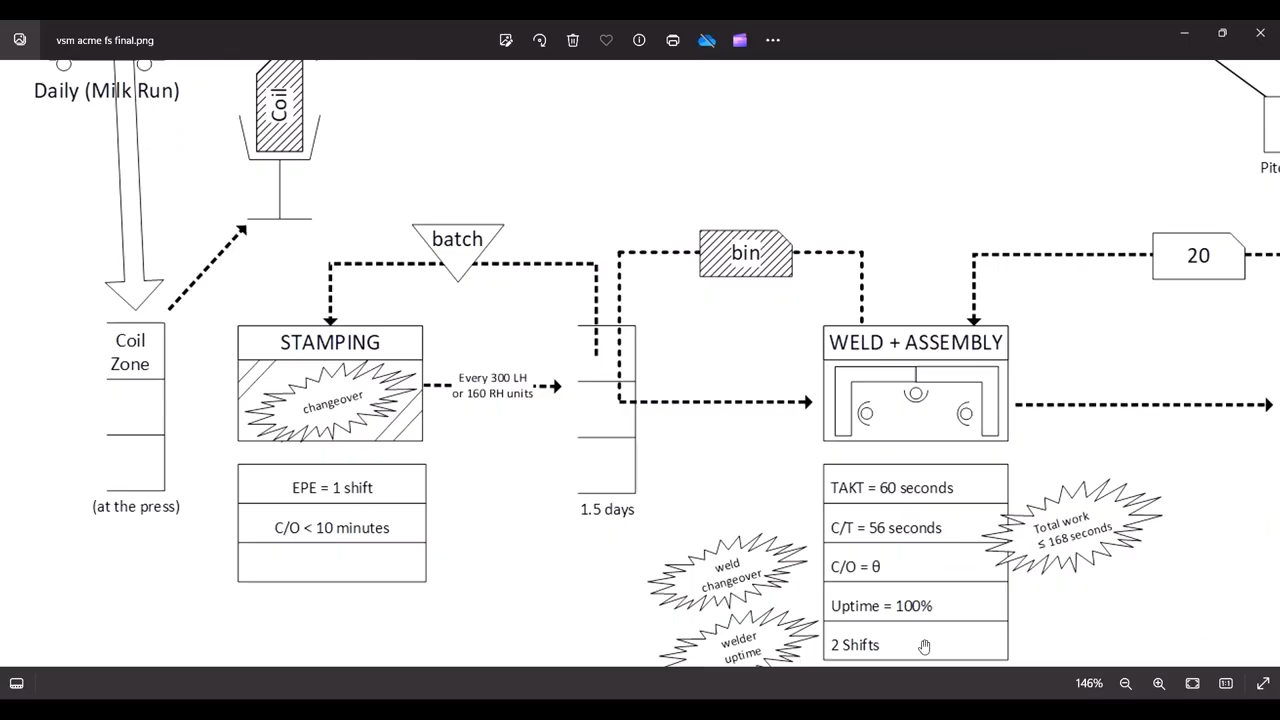 vsm acme fs final.png
Daily (Milk Run)
Coil
batch
bin
20
Coil
Zone
(at the press)
STAMPING
changeover
Every 300 LH
or 160 RH units
EPE = 1 shift
C/O < 10 minutes
1.5 days
WELD + ASSEMBLY
TAKT = 60 seconds
C/T = 56 seconds
C/O = θ
Uptime = 100%
2 Shifts
Total work
≤ 168 seconds
weld
changeover
welder
uptime
146%
1:1